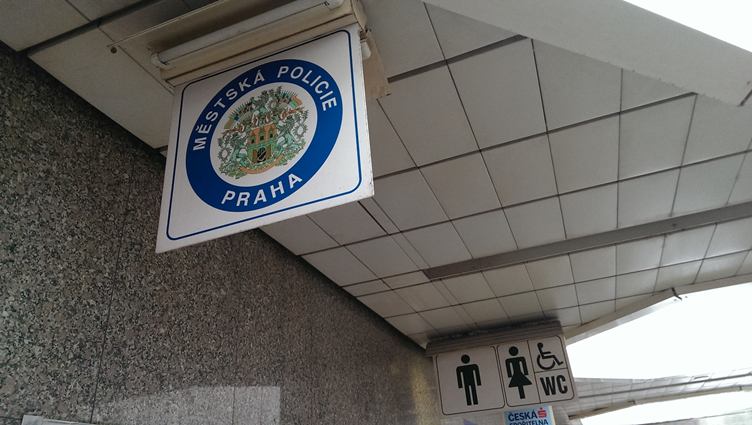 MĚSTSKÁ POLICIE
PRAHA
WC
ČESKÁ
SPOŘITELNA